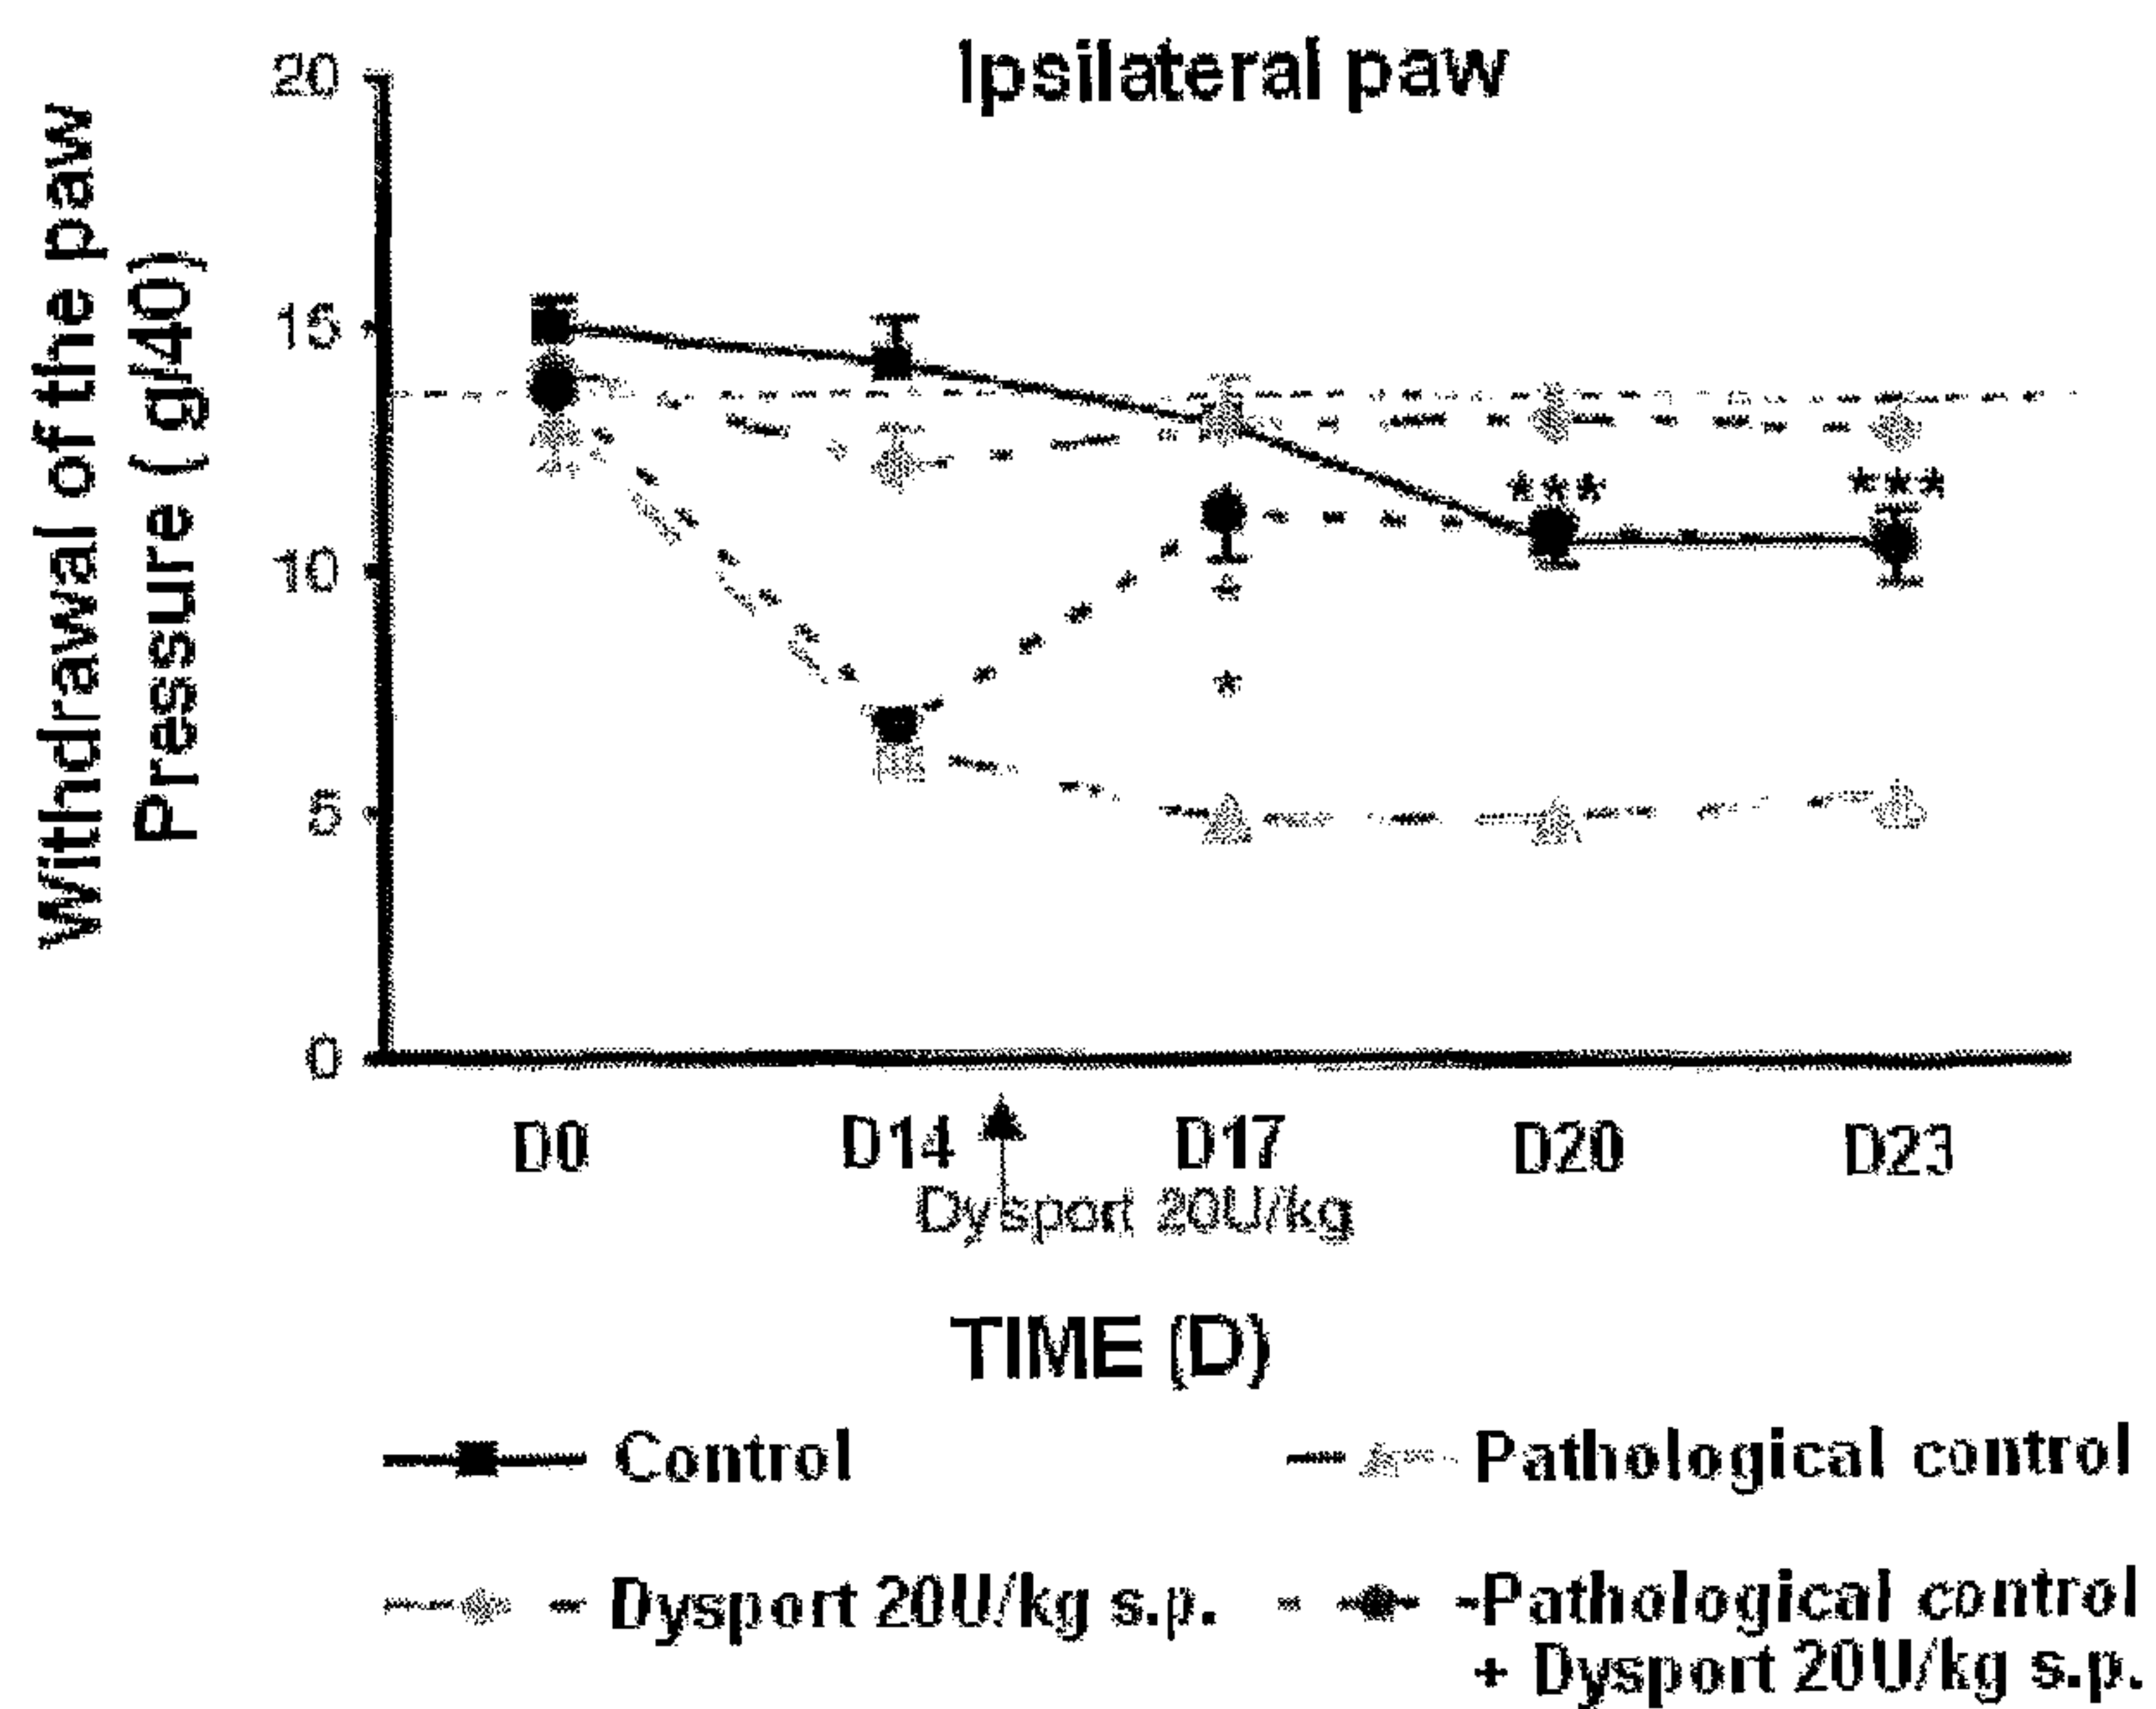 Ipsilateral paw
Withdrawal of the paw
Pressure ( g/40)
20
15
10
5
0
***
***
*
*
D0 D14 D17 D20 D23
Dysport 20U/kg
TIME (D)
Control
Pathological control
Dysport 20U/kg s.p.
Pathological control
+ Dysport 20U/kg s.p.